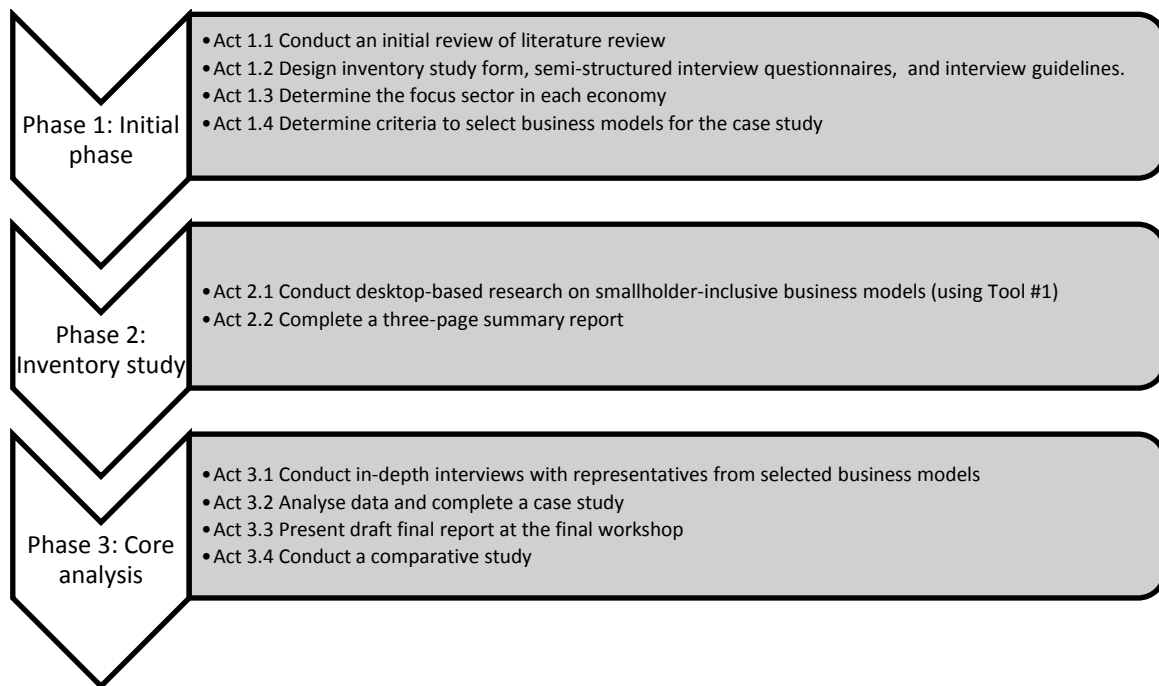 Phase 1: Initial
phase
•Act 1.1 Conduct an initial review of literature review
•Act 1.2 Design inventory study form, semi-structured interview questionnaires,  and interview guidelines.
•Act 1.3 Determine the focus sector in each economy
•Act 1.4 Determine criteria to select business models for the case study
Phase 2:
Inventory study
•Act 2.1 Conduct desktop-based research on smallholder-inclusive business models (using Tool #1)
•Act 2.2 Complete a three-page summary report
Phase 3: Core
analysis
•Act 3.1 Conduct in-depth interviews with representatives from selected business models
•Act 3.2 Analyse data and complete a case study
•Act 3.3 Present draft final report at the final workshop
•Act 3.4 Conduct a comparative study